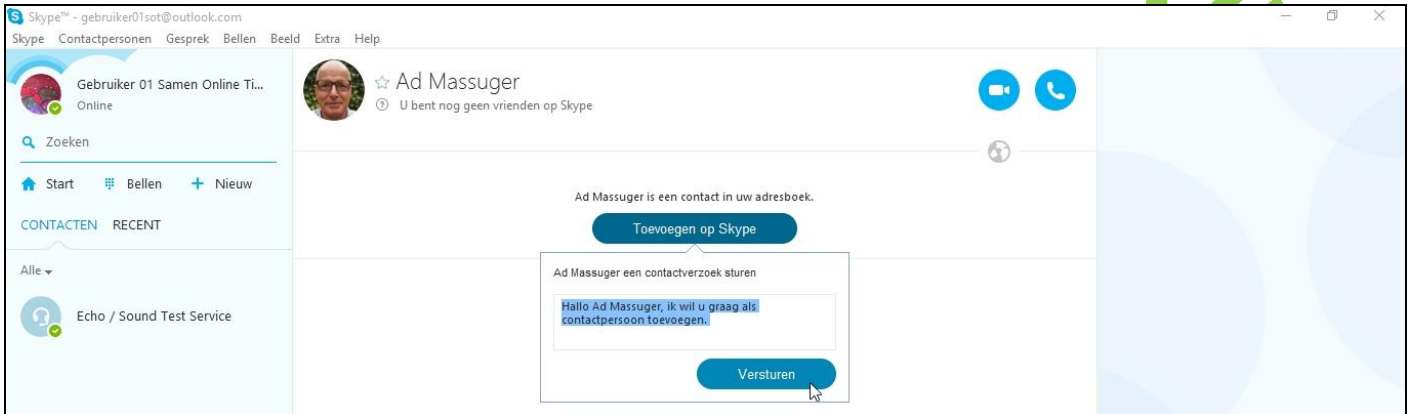 Skype™ - gebruiker01sot@outlook.com
Skype Contactpersonen Gesprek Bellen Beeld Extra Help
Gebruiker 01 Samen Online Ti...
Online
Zoeken
Start Bellen + Nieuw
CONTACTEN RECENT
Alle
Echo / Sound Test Service
Ad Massuger
U bent nog geen vrienden op Skype
Ad Massuger is een contact in uw adresboek.
Toevoegen op Skype
Ad Massuger een contactverzoek sturen
Hallo Ad Massuger, ik wil u graag als
contactpersoon toevoegen.
Versturen